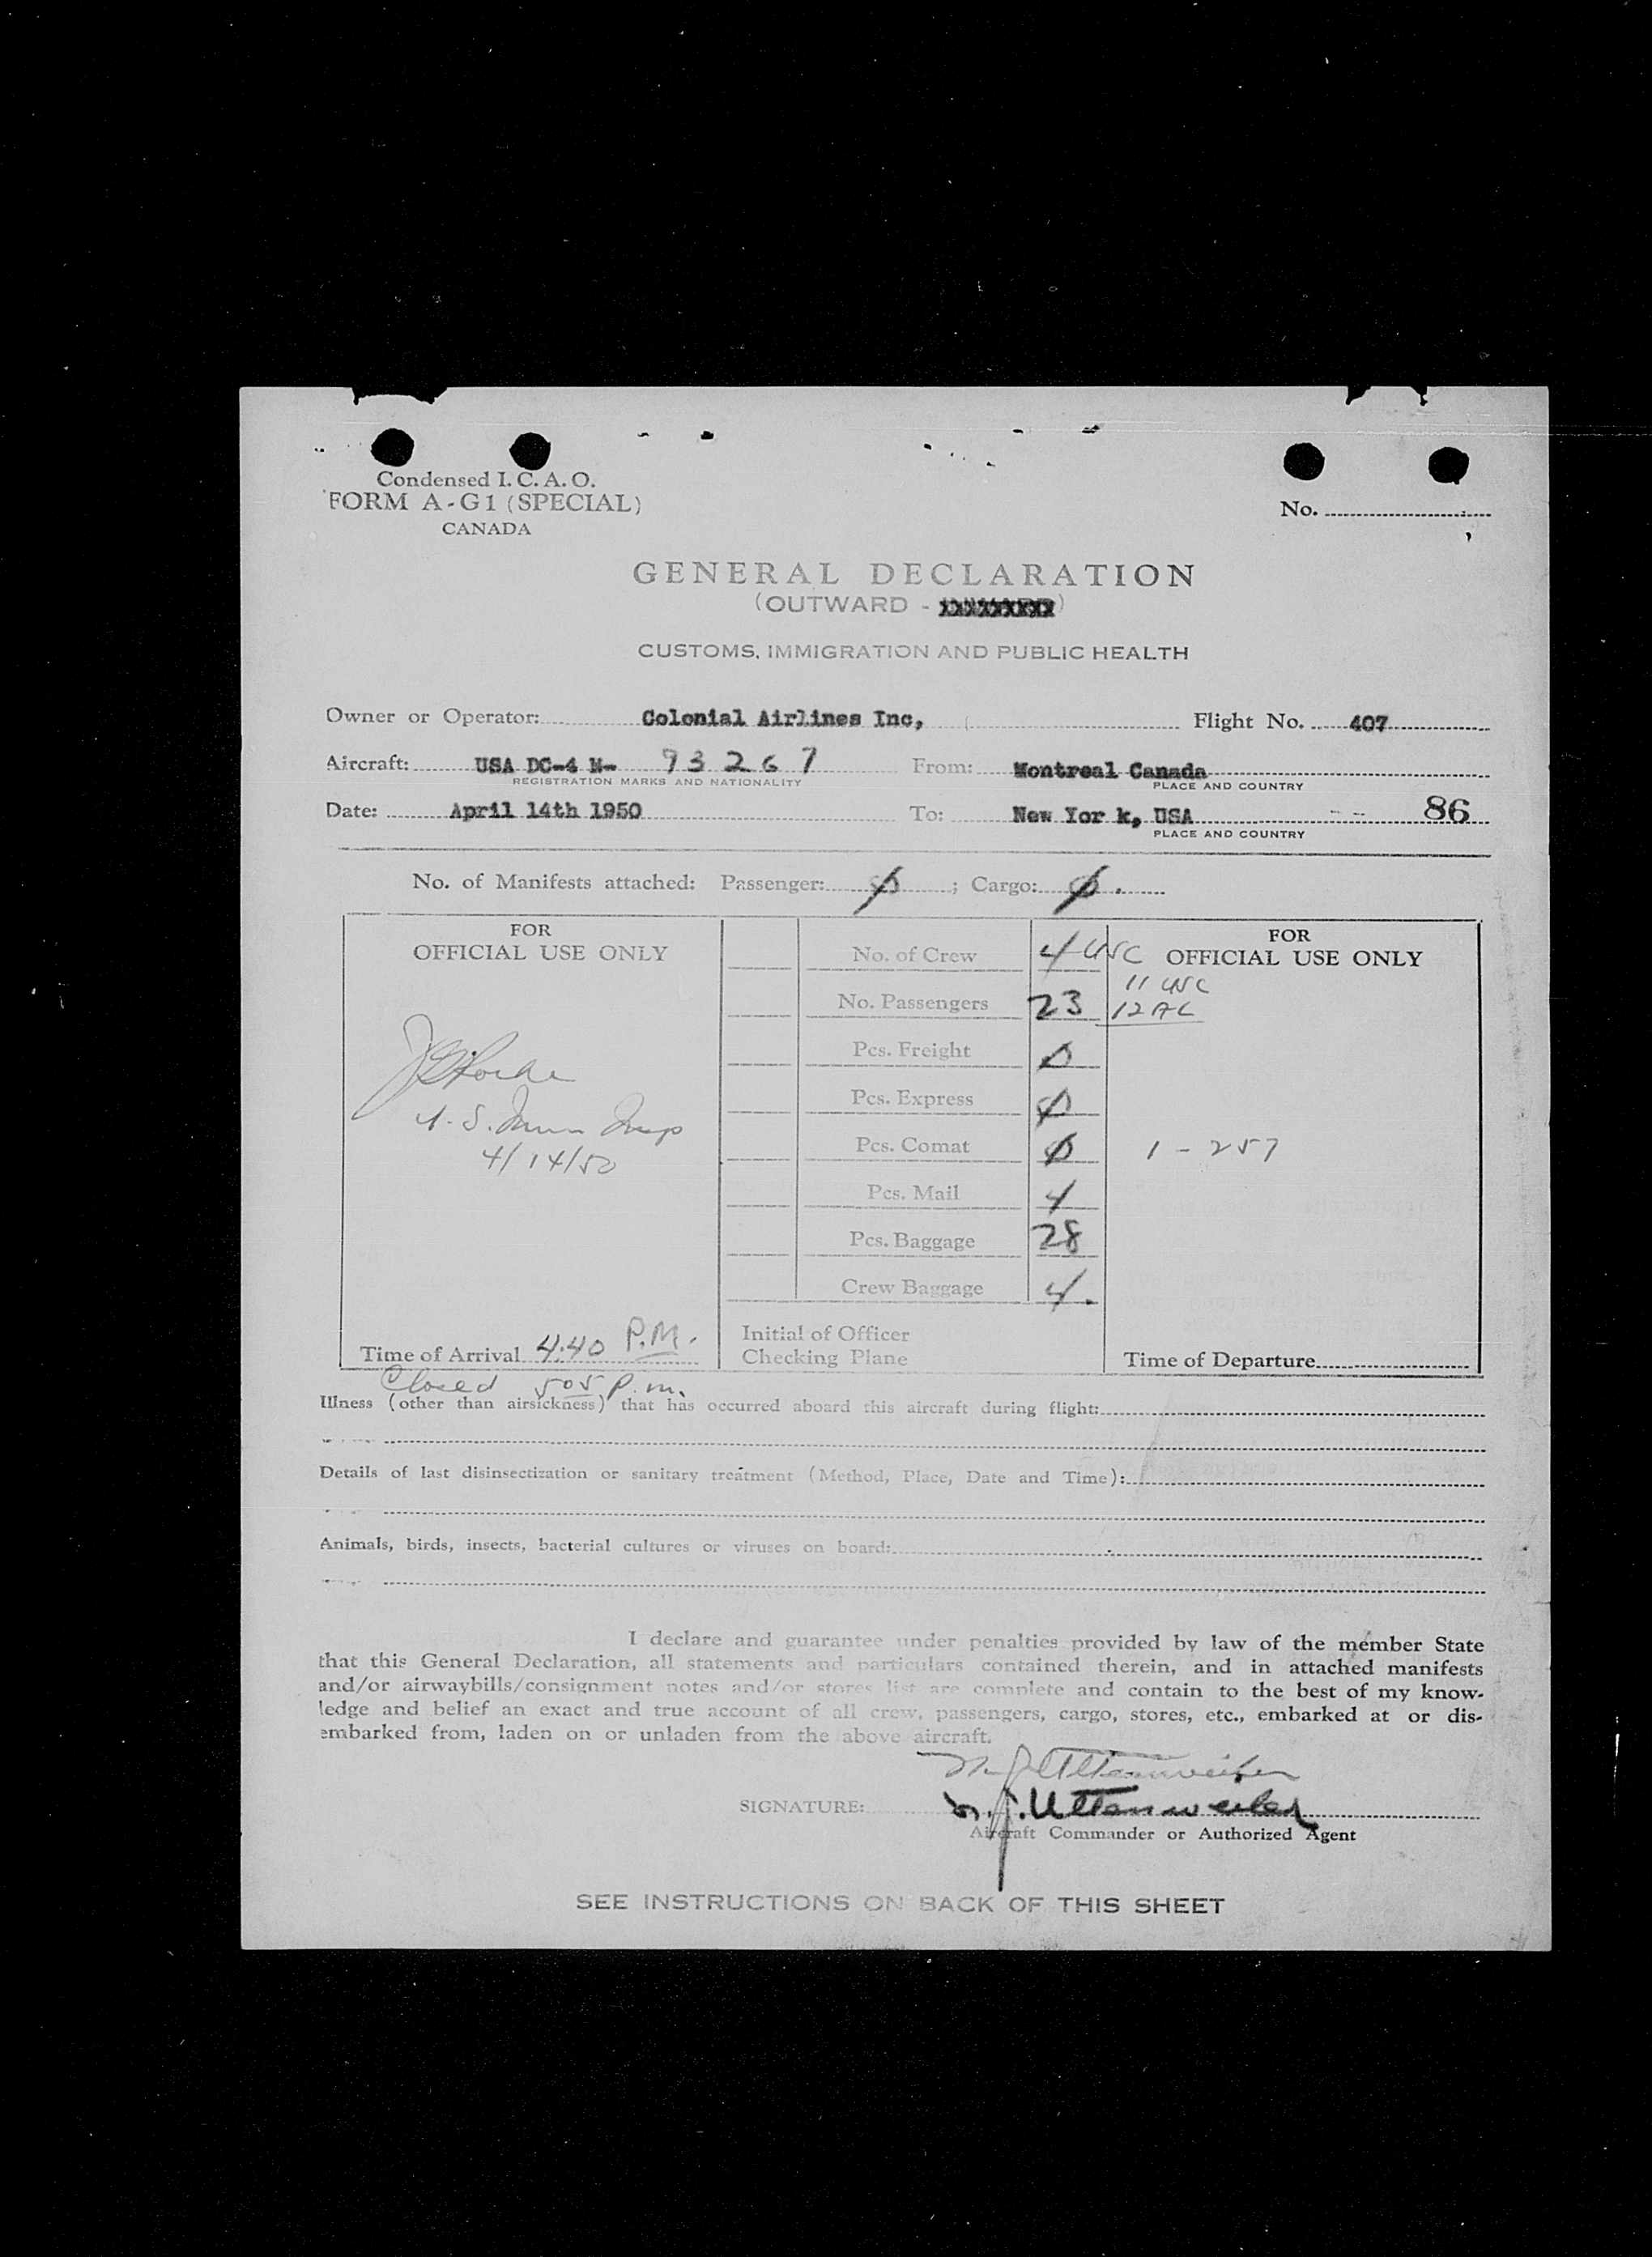 Condensed I. C. A. O.
FORM A-G1 (SPECIAL)
CANADA
No.
GENERAL DECLARATION
(OUTWARD - XXXXXXXXX)
CUSTOMS, IMMIGRATION AND PUBLIC HEALTH
Owner or Operator: Colonial Airlines Inc, Flight No. 407
Aircraft: USA DC-4 N- 93267 From: Montreal Canada
REGISTRATION MARKS AND NATIONALITY PLACE AND COUNTRY
Date: April 14th 1950 To: New Yor k, USA 86
PLACE AND COUNTRY
No. of Manifests attached: Passenger: Ø ; Cargo: Ø.
FOR
OFFICIAL USE ONLY
4/14/50
Time of Arrival 4.40 P.M.
Closed 505 P.m.
No. of Crew 4 USC
No. Passengers 23
Pcs. Freight Ø
Pcs. Express Ø
Pcs. Comat Ø
Pcs. Mail 4
Pcs. Baggage 28
Crew Baggage 4.
Initial of Officer
Checking Plane
FOR
OFFICIAL USE ONLY
11 USC
12 AL
1 - 257
Time of Departure
Illness (other than airsickness) that has occurred aboard this aircraft during flight:
Details of last disinsectization or sanitary treatment (Method, Place, Date and Time):
Animals, birds, insects, bacterial cultures or viruses on board:
I declare and guarantee under penalties provided by law of the member State
that this General Declaration, all statements and particulars contained therein, and in attached manifests
and/or airwaybills/consignment notes and/or stores list are complete and contain to the best of my know-
ledge and belief an exact and true account of all crew, passengers, cargo, stores, etc., embarked at or dis-
embarked from, laden on or unladen from the above aircraft.
SIGNATURE: J. Uttenweiler
Aircraft Commander or Authorized Agent
SEE INSTRUCTIONS ON BACK OF THIS SHEET